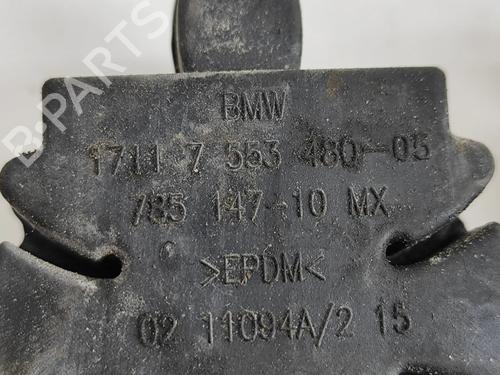 BMW
1711 7 553 480-05
785 147-10 MX
>EPDM<
02 11094A/2 15
B-PARTS